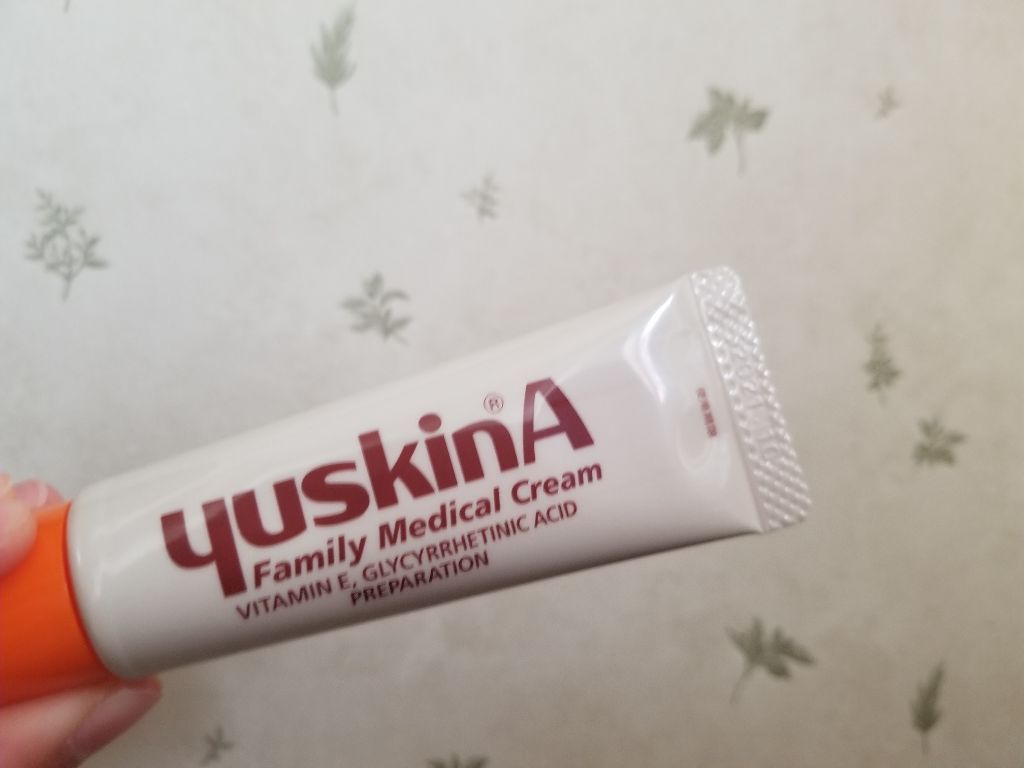 yuskinA®
Family Medical Cream
VITAMIN E, GLYCYRRHETINIC ACID
PREPARATION